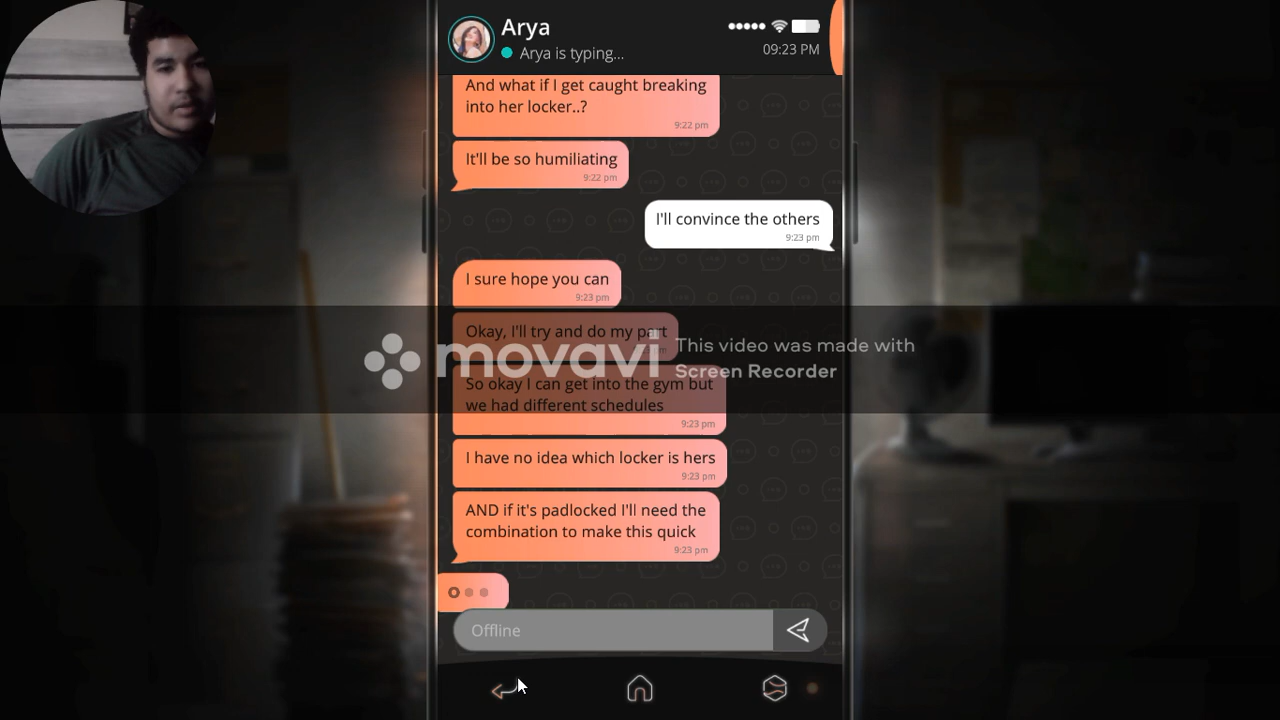 Arya
Arya is typing...
09:23 PM
And what if I get caught breaking
into her locker..?
9:22 pm
It'll be so humiliating
9:22 pm
I'll convince the others
9:23 pm
I sure hope you can
9:23 pm
Okay, I'll try and do my part
So okay I can get into the gym but
we had different schedules
9:23 pm
movavi
This video was made with
Screen Recorder
I have no idea which locker is hers
9:23 pm
AND if it's padlocked I'll need the
combination to make this quick
9:23 pm
Offline